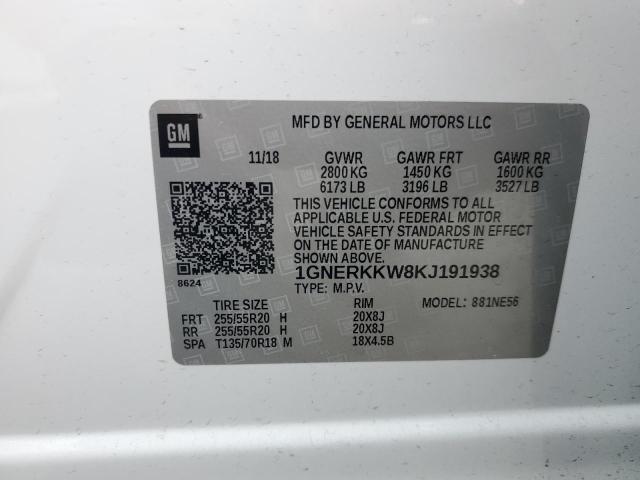 GM
MFD BY GENERAL MOTORS LLC
11/18 GVWR GAWR FRT GAWR RR
2800 KG 1450 KG 1600 KG
6173 LB 3196 LB 3527 LB
THIS VEHICLE CONFORMS TO ALL
APPLICABLE U.S. FEDERAL MOTOR
VEHICLE SAFETY STANDARDS IN EFFECT
ON THE DATE OF MANUFACTURE
SHOWN ABOVE.
8624
1GNERKKW8KJ191938
TYPE: M.P.V.
MODEL: 881NE56
TIRE SIZE RIM
FRT 255/55R20 H 20X8J
RR 255/55R20 H 20X8J
SPA T135/70R18 M 18X4.5B